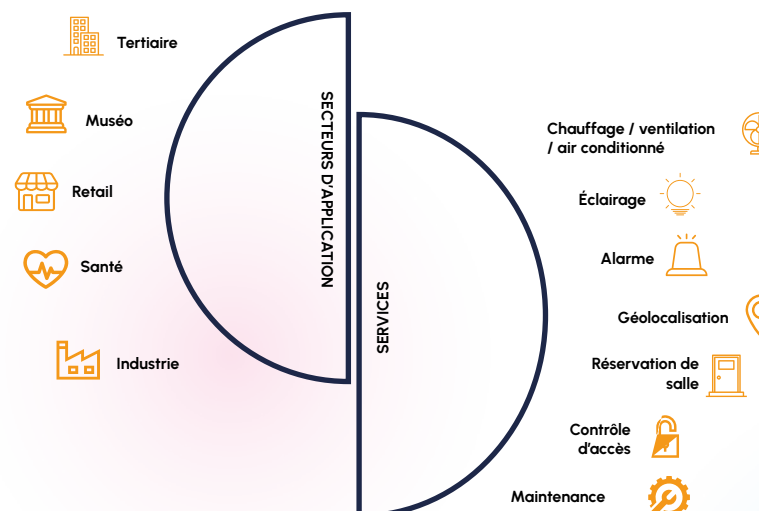 Tertiaire
Muséo
Retail
Santé
Industrie
SECTEURS D'APPLICATION
SERVICES
Chauffage / ventilation
/ air conditionné
Éclairage
Alarme
Géolocalisation
Réservation de
salle
Contrôle
d'accès
Maintenance